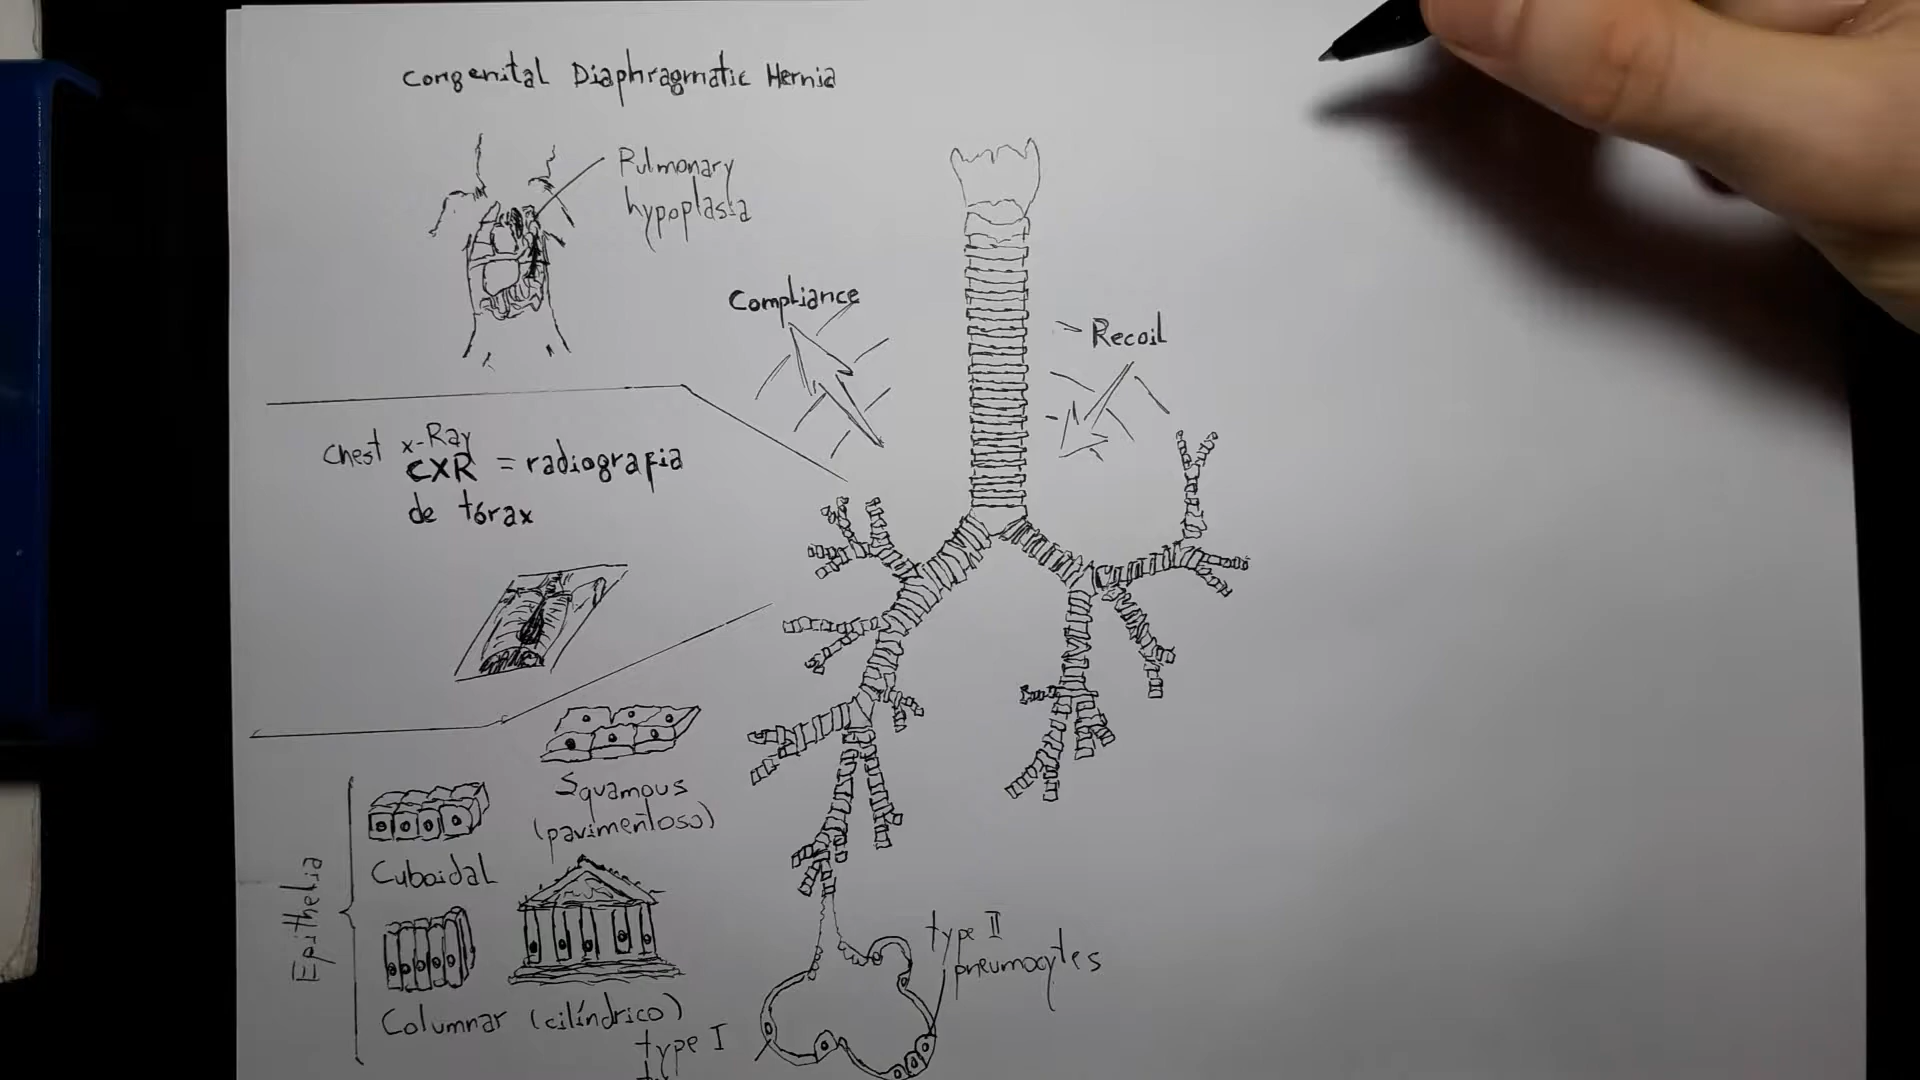 Congenital Diaphragmatic Hernia
Pulmonary
hypoplasia
Compliance
Recoil
Chest x-Ray
CXR = radiografia
de tórax
Squamous
(pavimentoso)
Cuboidal
Epithelia
Columnar (cilíndrico)
type II
pneumocytes
type I